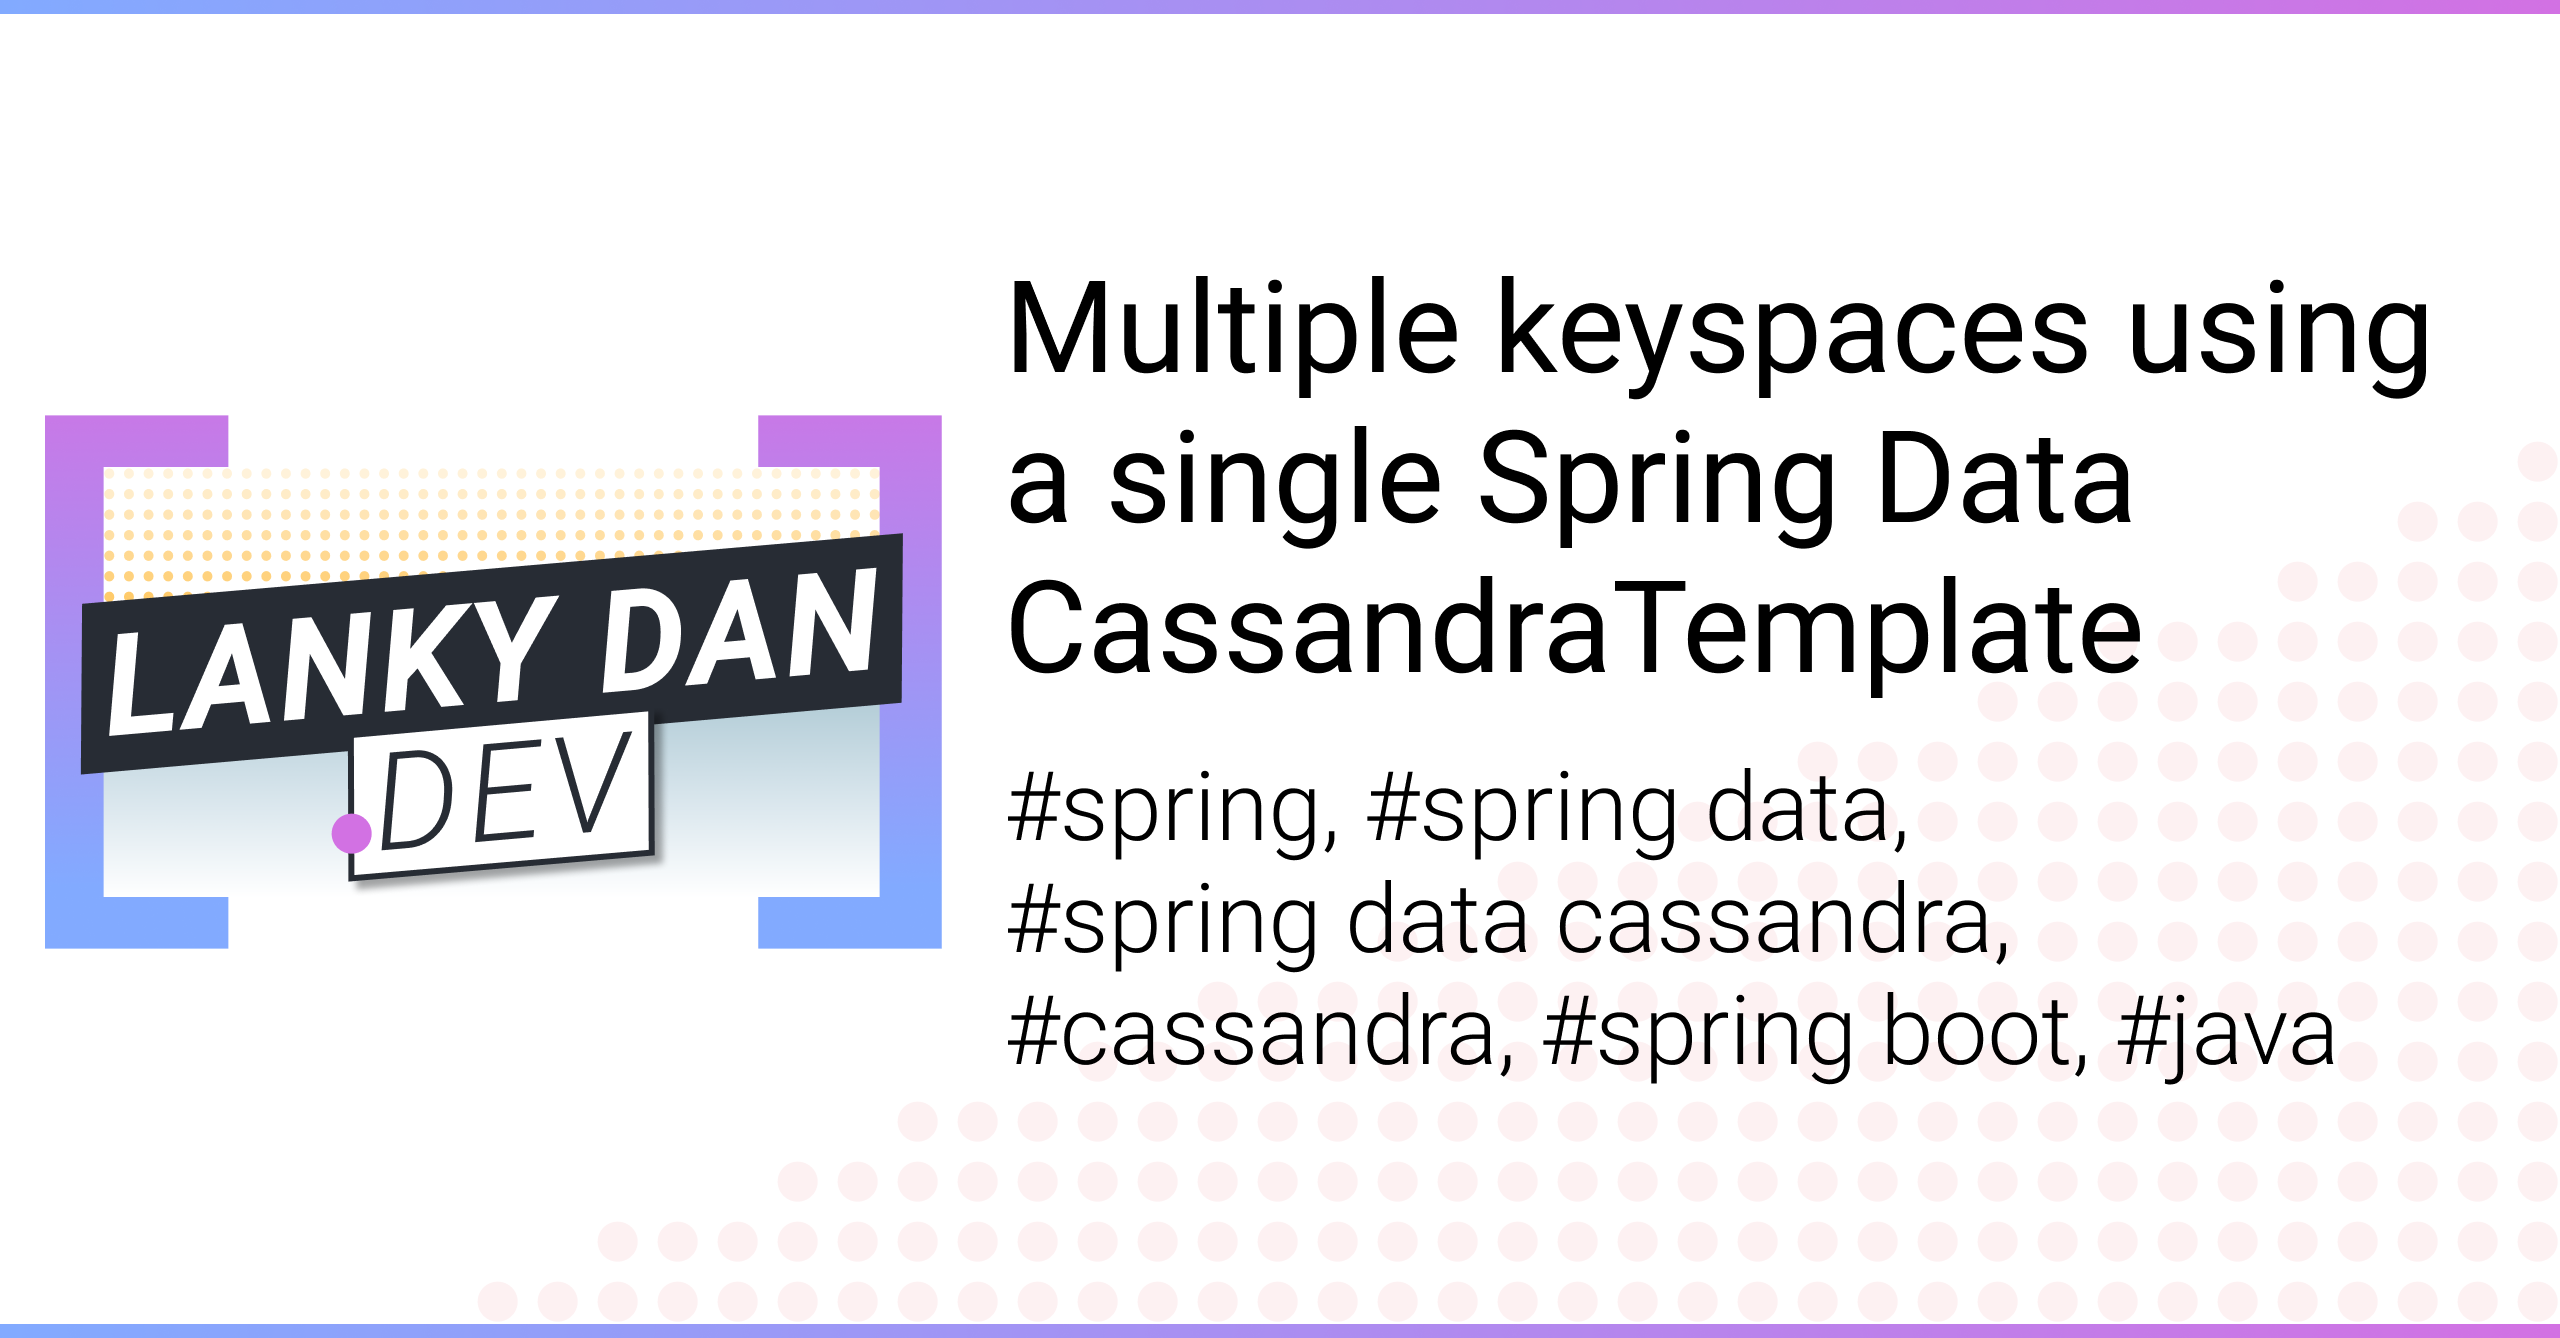 LANKY DAN
DEV
Multiple keyspaces using
a single Spring Data
CassandraTemplate
#spring, #spring data,
#spring data cassandra,
#cassandra, #spring boot, #java